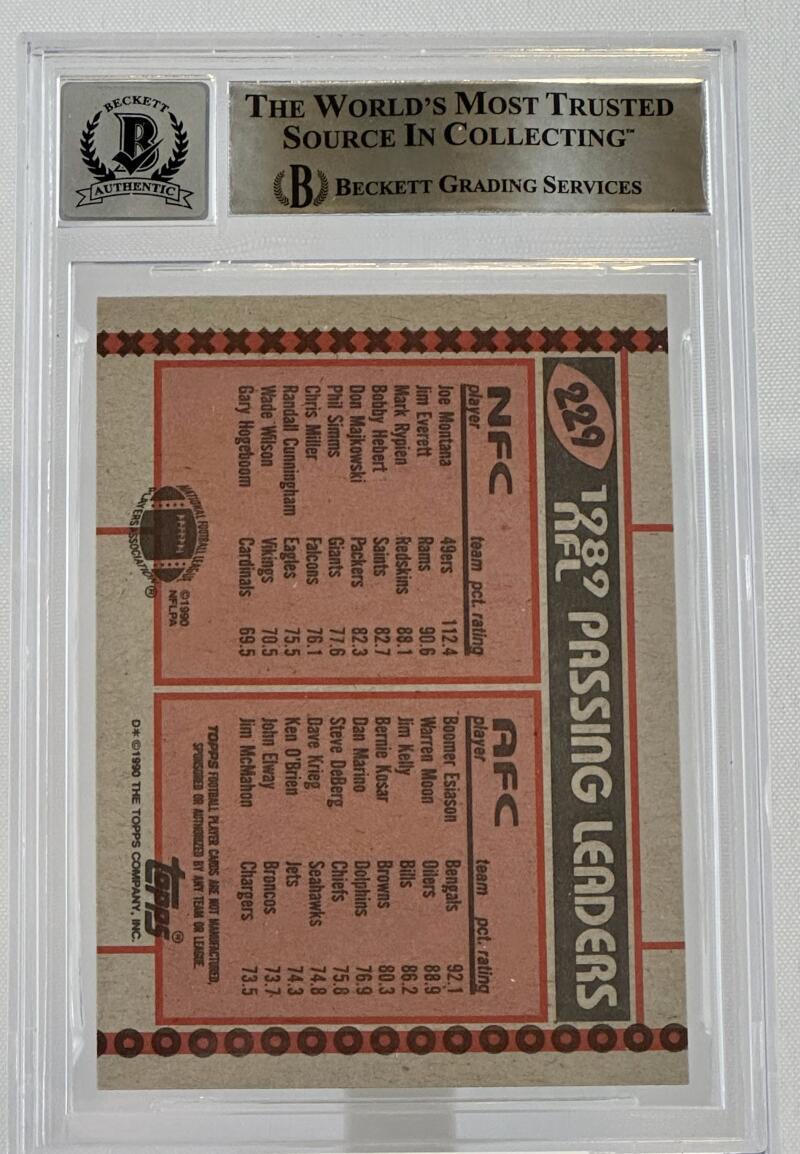 BECKETT
B
AUTHENTIC
THE WORLD'S MOST TRUSTED
SOURCE IN COLLECTING™
B BECKETT GRADING SERVICES
229
1989 PASSING LEADERS
NFL
NFC
player team pct. rating
Joe Montana 49ers 112.4
Jim Everett Rams 90.6
Mark Rypien Redskins 88.1
Bobby Hebert Saints 82.7
Don Majkowski Packers 82.3
Phil Simms Giants 77.6
Chris Miller Falcons 76.1
Randall Cunningham Eagles 75.5
Wade Wilson Vikings 70.5
Gary Hogeboom Cardinals 69.5
NATIONAL FOOTBALL LEAGUE
PLAYERS ASSOCIATION®
©1990
NFLPA
AFC
player team pct. rating
Boomer Esiason Bengals 92.1
Warren Moon Oilers 88.9
Jim Kelly Bills 86.2
Bernie Kosar Browns 80.3
Dan Marino Dolphins 76.9
Steve DeBerg Chiefs 75.8
Dave Krieg Seahawks 74.8
Ken O'Brien Jets 74.3
John Elway Broncos 73.7
Jim McMahon Chargers 73.5
TOPPS FOOTBALL PLAYER CARDS ARE NOT MANUFACTURED,
SPONSORED OR AUTHORIZED BY ANY TEAM OR LEAGUE.
topps®
D* ©1990 THE TOPPS COMPANY, INC.